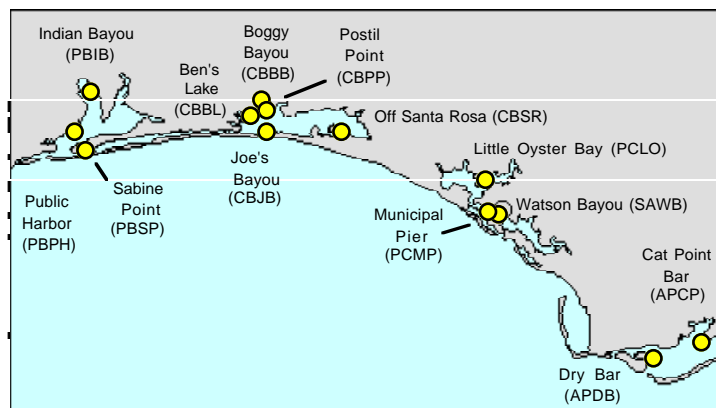 Indian Bayou
(PBIB)
Boggy
Bayou
(CBBB)
Postil
Point
(CBPP)
Ben's
Lake
(CBBL)
Off Santa Rosa (CBSR)
Little Oyster Bay (PCLO)
Joe's
Bayou
(CBJB)
Sabine
Point
(PBSP)
Public
Harbor
(PBPH)
Watson Bayou (SAWB)
Municipal
Pier
(PCMP)
Cat Point
Bar
(APCP)
Dry Bar
(APDB)